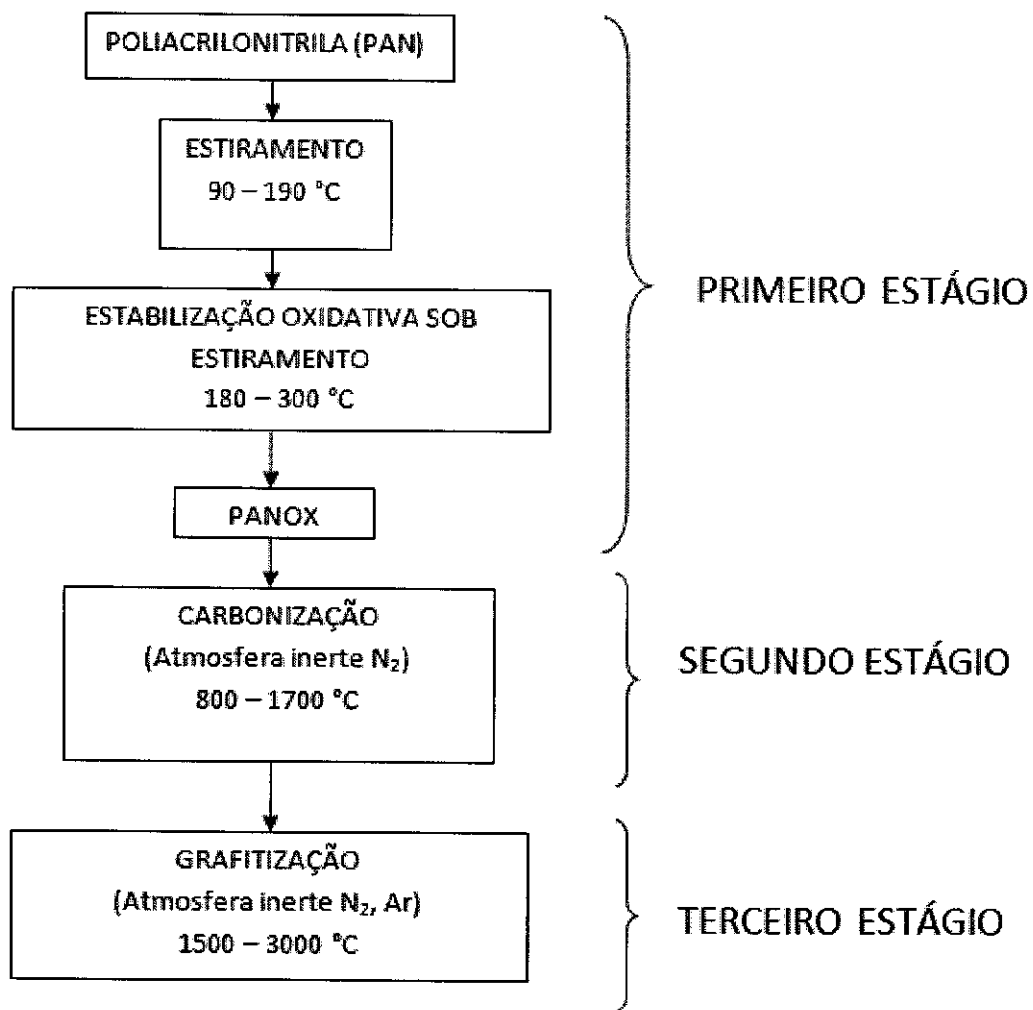 POLIACRILONITRILA (PAN)
ESTIRAMENTO
90 – 190 °C
ESTABILIZAÇÃO OXIDATIVA SOB
ESTIRAMENTO
180 – 300 °C
PRIMEIRO ESTÁGIO
PANOX
CARBONIZAÇÃO
(Atmosfera inerte N₂)
800 – 1700 °C
SEGUNDO ESTÁGIO
GRAFITIZAÇÃO
(Atmosfera inerte N₂, Ar)
1500 – 3000 °C
TERCEIRO ESTÁGIO